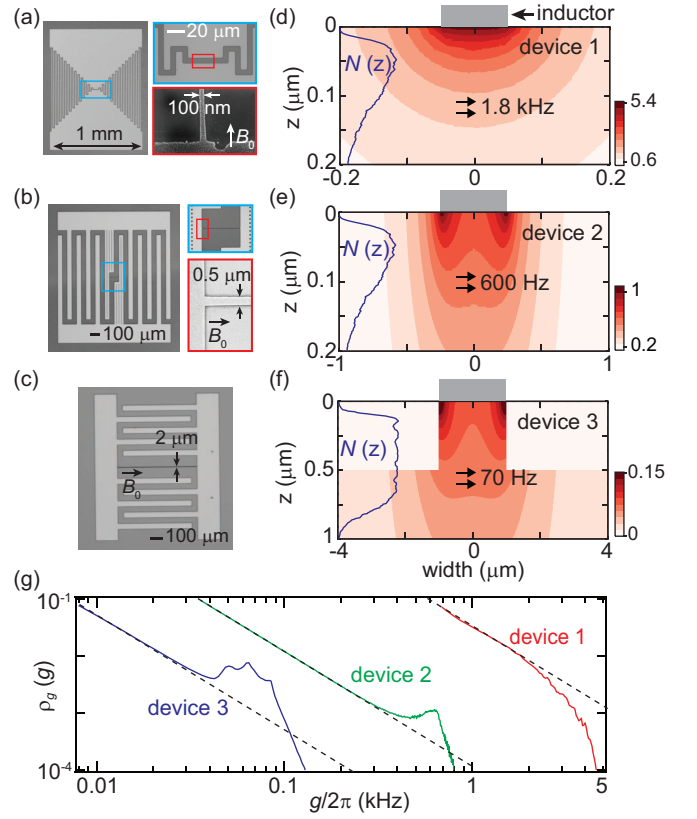 (a)
20 μm
100 nm
B0
1 mm
(b)
0.5 μm
B0
100 μm
(c)
2 μm
B0
100 μm
(d)
inductor
device 1
N (z)
z (μm)
0
0.1
0.2
1.8 kHz
5.4
0.6
-0.2
0
0.2
(e)
device 2
N (z)
z (μm)
0
0.1
0.2
600 Hz
1
0.2
-1
0
1
(f)
device 3
N (z)
z (μm)
0
0.5
1
70 Hz
0.15
0
-4
0
4
width (μm)
(g)
10-1
10-4
ρg (g)
device 1
device 2
device 3
0.01
0.1
1
5
g/2π (kHz)